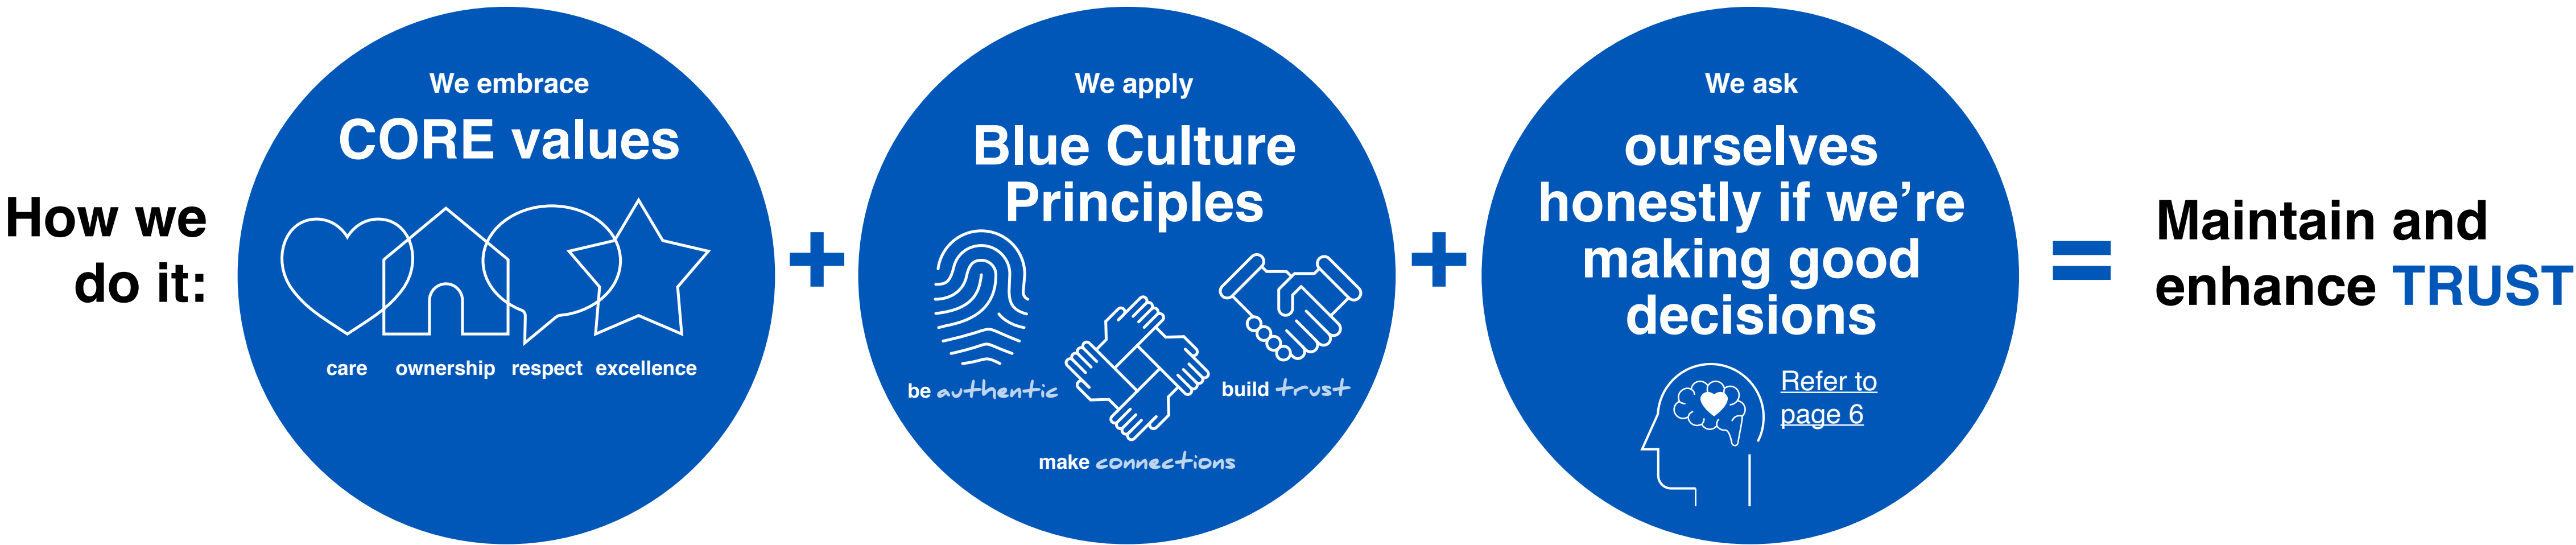 How we
do it:
We embrace
CORE values
care ownership respect excellence
+
We apply
Blue Culture
Principles
be authentic
make connections
build trust
+
We ask
ourselves
honestly if we're
making good
decisions
Refer to
page 6
=
Maintain and
enhance TRUST